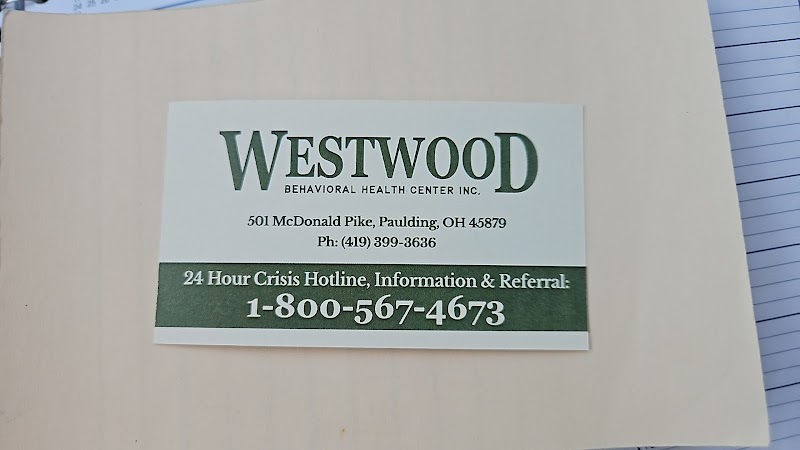 WESTWOOD
BEHAVIORAL HEALTH CENTER INC.
501 McDonald Pike, Paulding, OH 45879
Ph: (419) 399-3636
24 Hour Crisis Hotline, Information & Referral:
1-800-567-4673